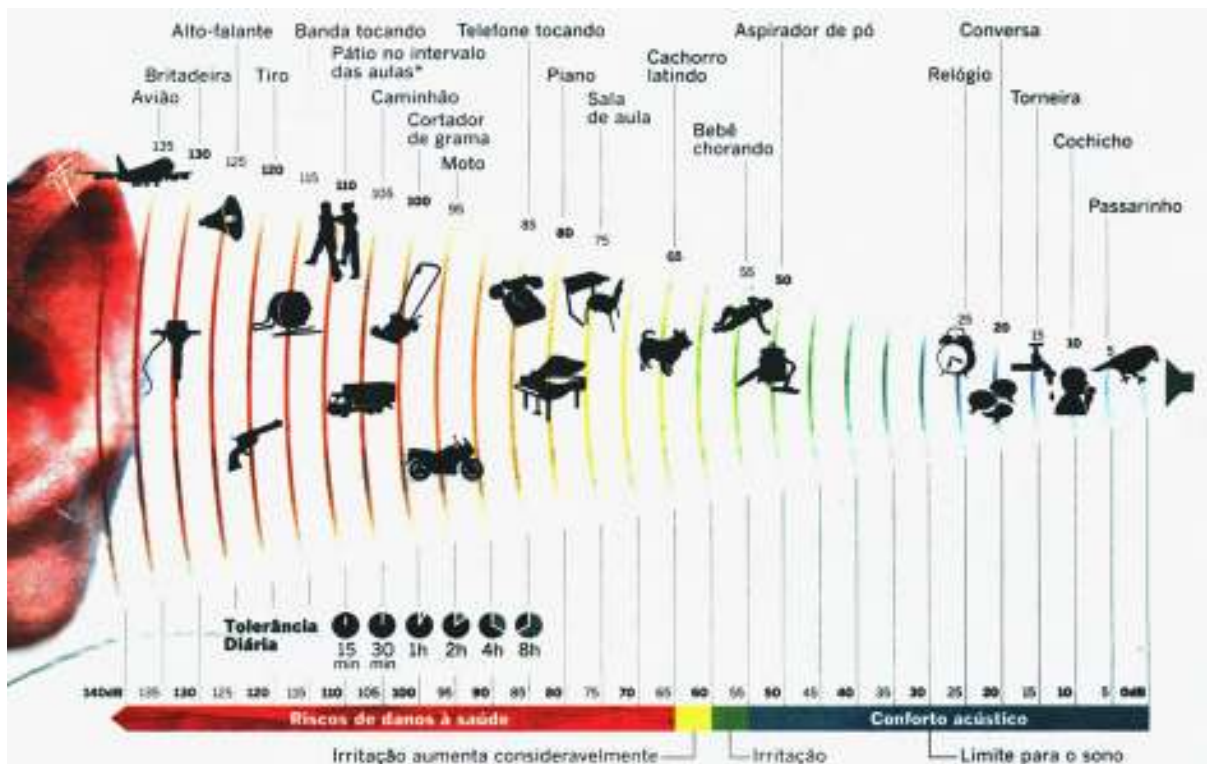 Alto-falante
Banda tocando
Telefone tocando
Aspirador de pó
Conversa
Britadeira
Tiro
Pátio no intervalo
das aulas*
Piano
Cachorro
latindo
Relógio
Avião
Caminhão
Sala
de aula
Torneira
Cortador
de grama
Bebê
chorando
Cochicho
Moto
Passarinho
135
130
125
120
115
110
105
100
95
85
80
75
65
55
50
25
20
15
10
5
Tolerância
Diária
15
min
30
min
1h
2h
4h
8h
140dB 135 130 125 120 115 110 105 100 95 90 85 80 75 70 65 60 55 50 45 40 35 30 25 20 15 10 5 0dB
Riscos de danos à saúde
Conforto acústico
Irritação aumenta consideravelmente
Irritação
Limite para o sono